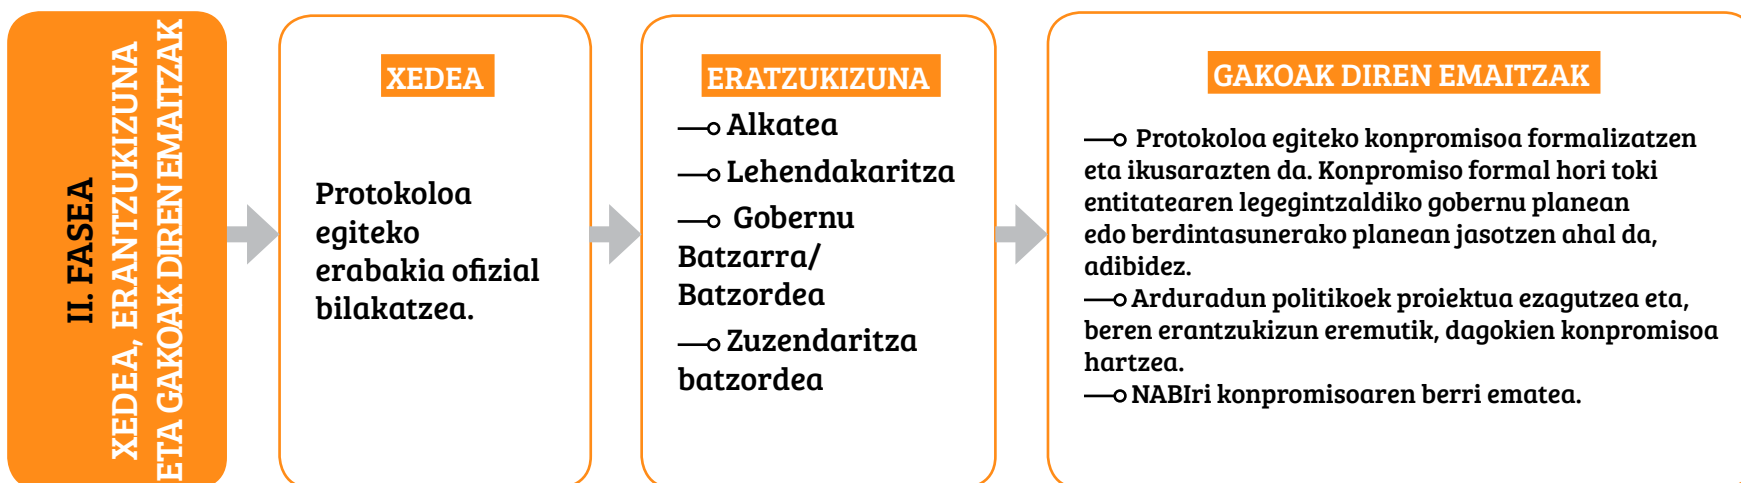 II. FASEA
XEDEA, ERANTZUKIZUNA
ETA GAKOAK DIREN EMAITZAK
XEDEA
Protokoloa
egiteko
erabakia ofizial
bilakatzea.
ERATZUKIZUNA
Alkatea
Lehendakaritza
Gobernu
Batzarra/
Batzordea
Zuzendaritza
batzordea
GAKOAK DIREN EMAITZAK
Protokoloa egiteko konpromisoa formalizatzen
eta ikusarazten da. Konpromiso formal hori toki
entitatearen legegintzaldiko gobernu planean
edo berdintasunerako planean jasotzen ahal da,
adibidez.
Arduradun politikoek proiektua ezagutzea eta,
beren erantzukizun eremutik, dagokien konpromisoa
hartzea.
NABIri konpromisoaren berri ematea.